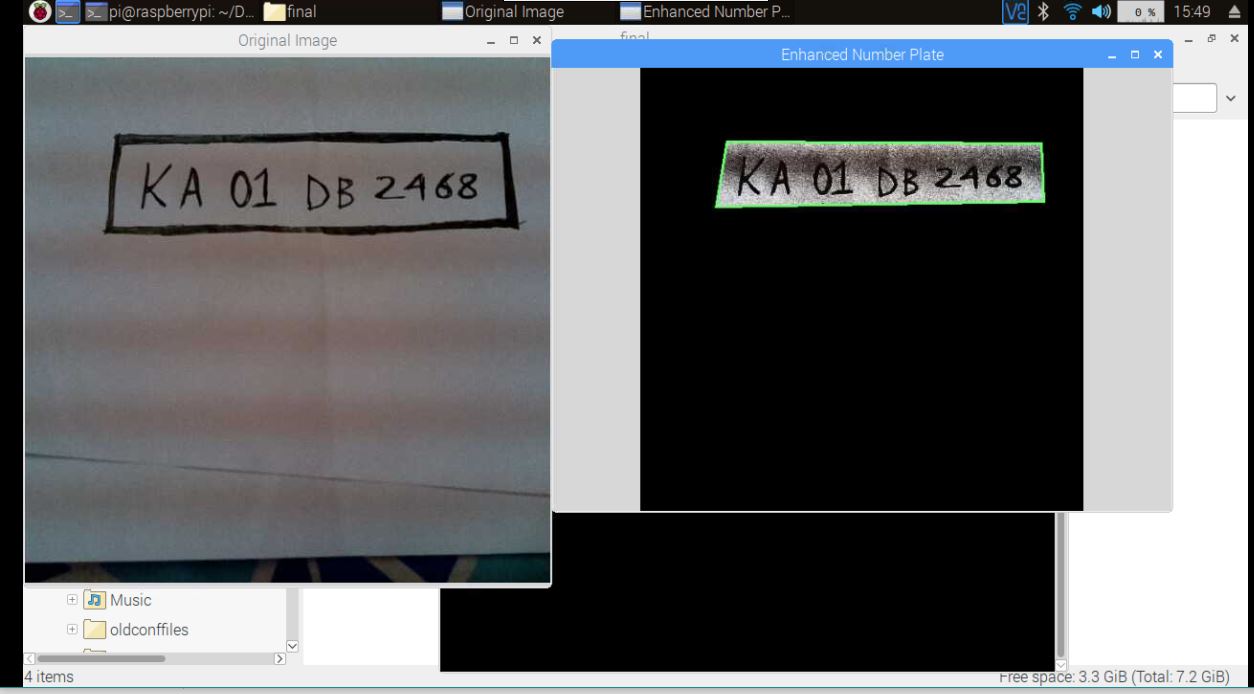 pi@raspberrypi: ~/D... final Original Image Enhanced Number P... 0 % 15:49
Original Image
final
Enhanced Number Plate
KA 01 DB 2468
KA 01 DB 2468
Music
oldconffiles
4 items
Free space: 3.3 GiB (Total: 7.2 GiB)